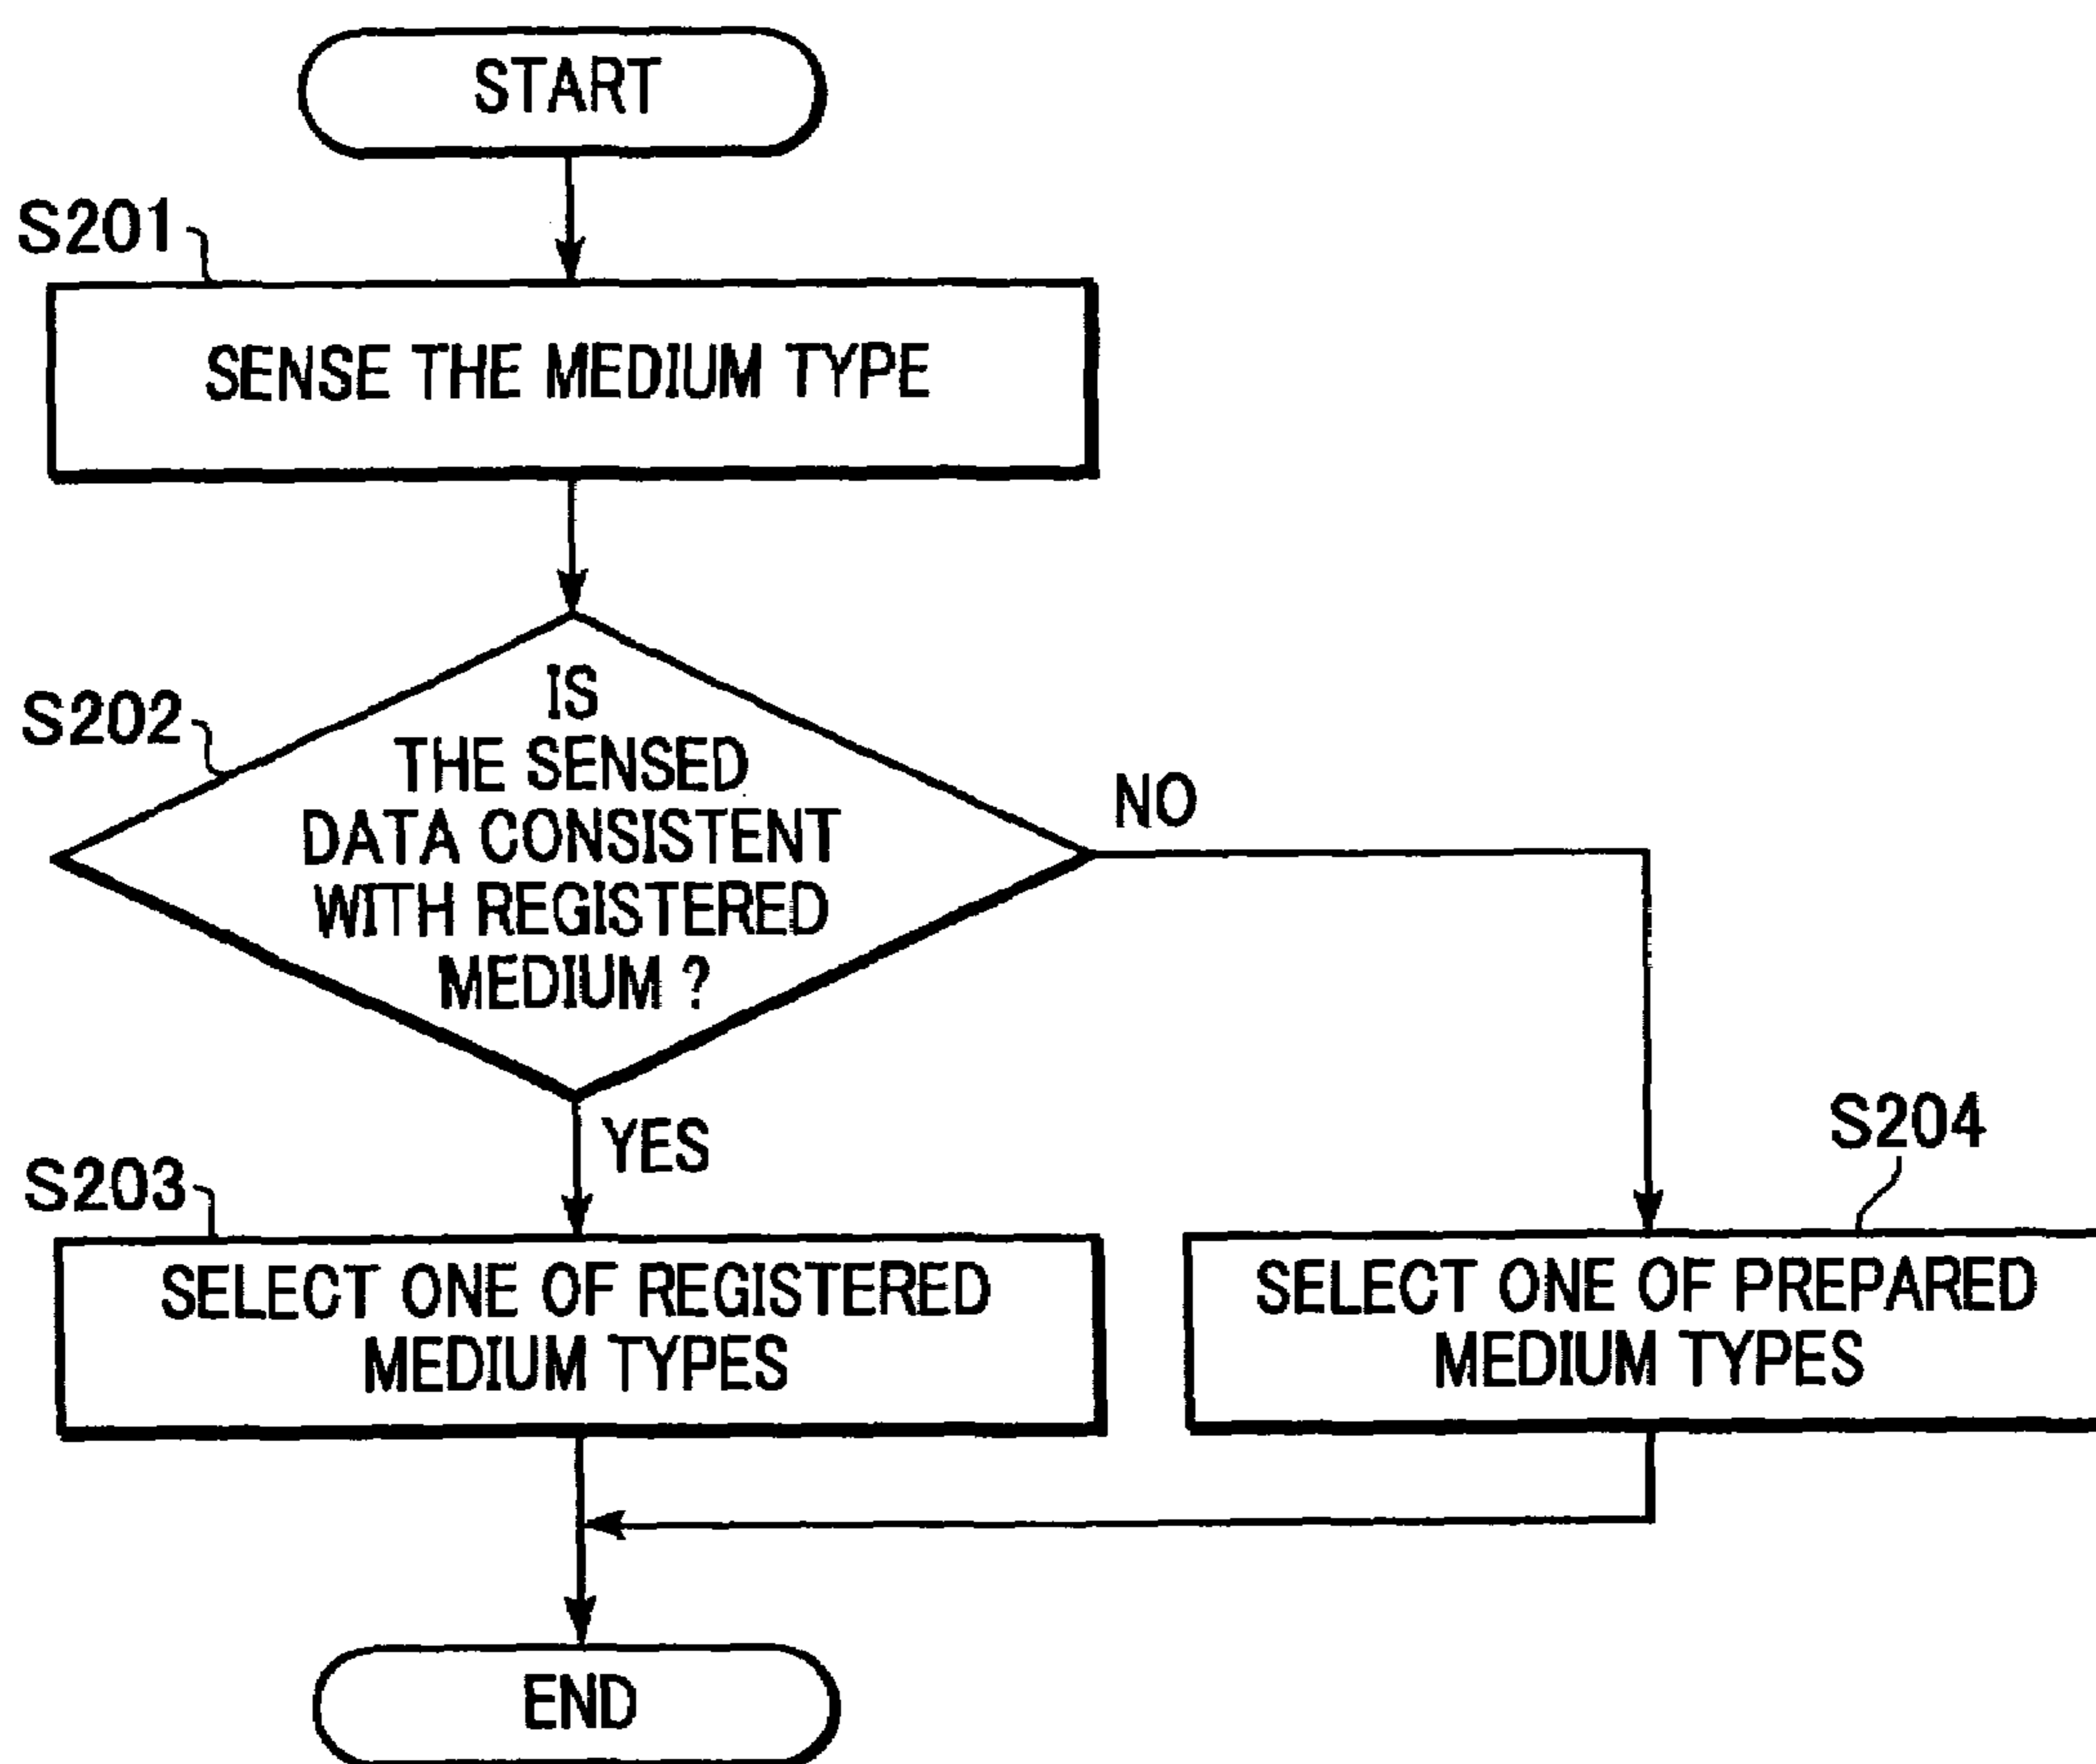 START
S201
SENSE THE MEDIUM TYPE
S202
IS
THE SENSED
DATA CONSISTENT
WITH REGISTERED
MEDIUM ?
NO
YES
S203
SELECT ONE OF REGISTERED
MEDIUM TYPES
S204
SELECT ONE OF PREPARED
MEDIUM TYPES
END